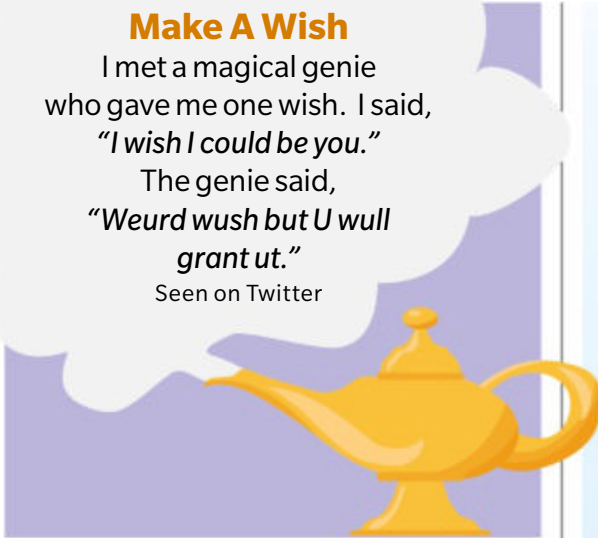 Make A Wish
I met a magical genie
who gave me one wish. I said,
“I wish I could be you.”
The genie said,
“Weurd wush but U wull
grant ut.”
Seen on Twitter